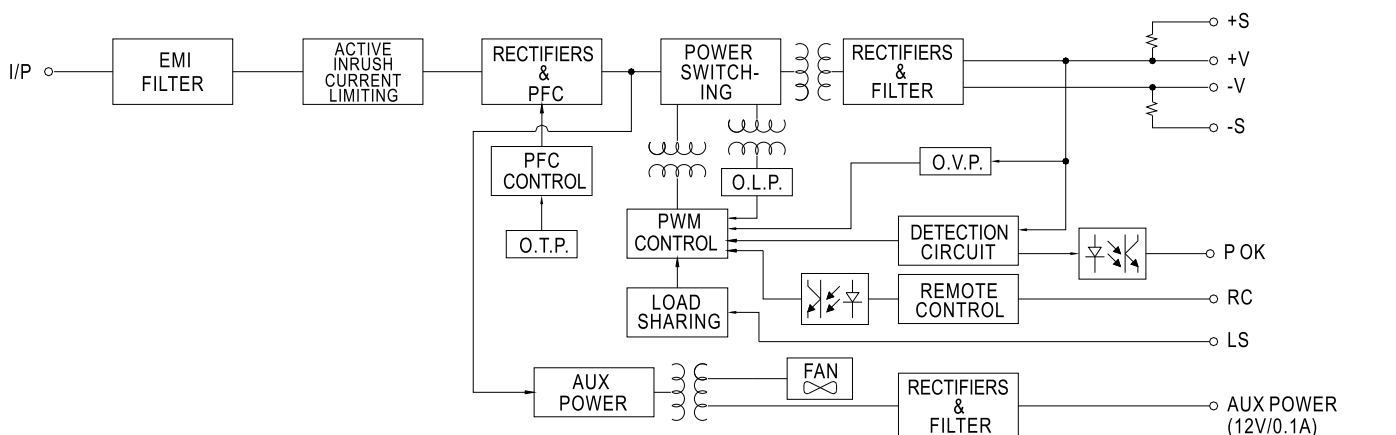 I/P
EMI
FILTER
ACTIVE
INRUSH
CURRENT
LIMITING
RECTIFIERS
&
PFC
POWER
SWITCH-
ING
RECTIFIERS
&
FILTER
+S
+V
-V
-S
PFC
CONTROL
O.T.P.
O.L.P.
O.V.P.
PWM
CONTROL
DETECTION
CIRCUIT
P OK
LOAD
SHARING
REMOTE
CONTROL
RC
LS
AUX
POWER
FAN
RECTIFIERS
&
FILTER
AUX POWER
(12V/0.1A)